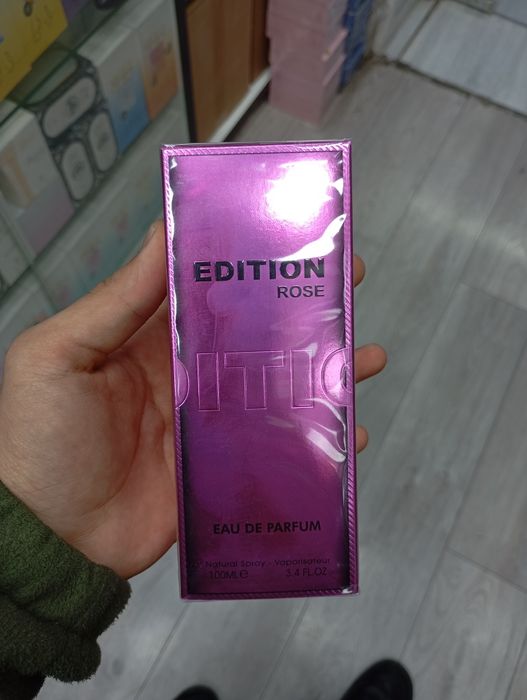 EDITION
ROSE
DITIO
EAU DE PARFUM
Natural Spray - Vaporisateur
100ML℮ 3.4 FL.OZ